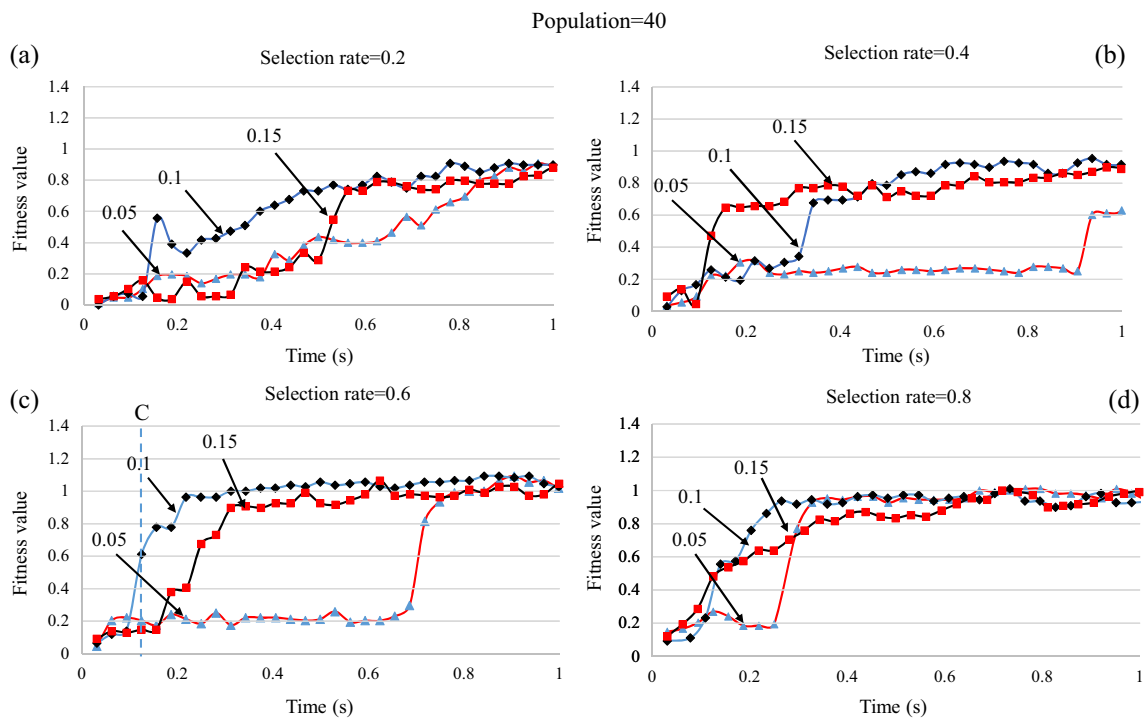 Population=40
(a)
Selection rate=0.2
1.4
1.2
1
0.8
0.6
0.4
0.2
0
0.15
0.1
0.05
0 0.2 0.4 0.6 0.8 1
Fitness value
Time (s)
(b)
Selection rate=0.4
1.4
1.2
1
0.8
0.6
0.4
0.2
0
0.15
0.1
0.05
0 0.2 0.4 0.6 0.8 1
Fitness value
Time (s)
(c)
Selection rate=0.6
C
1.4
1.2
1
0.8
0.6
0.4
0.2
0
0.15
0.1
0.05
0 0.2 0.4 0.6 0.8 1
Fitness value
Time (s)
(d)
Selection rate=0.8
1.4
1.2
1
0.8
0.6
0.4
0.2
0
0.15
0.1
0.05
0 0.2 0.4 0.6 0.8 1
Fitness value
Time (s)